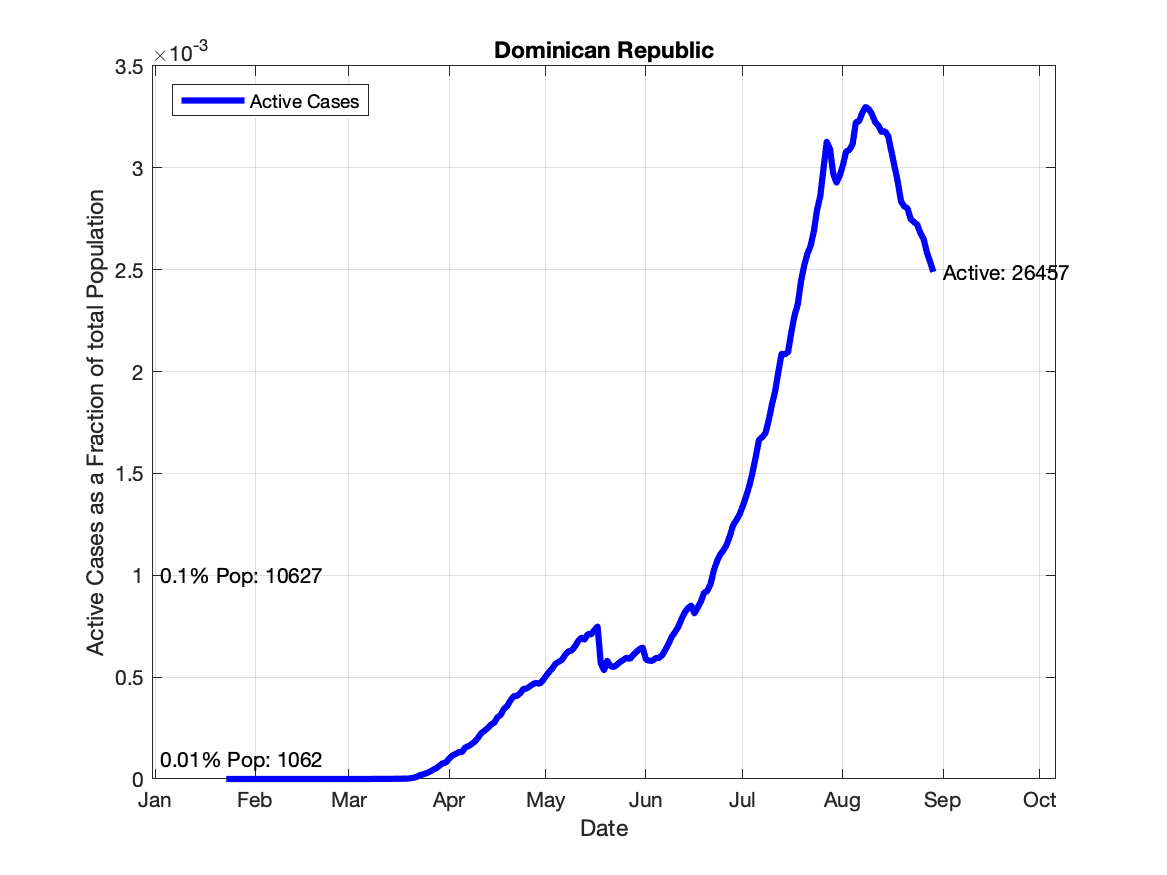 Dominican Republic
×10-3
Active Cases
3.5
3
2.5
2
1.5
1
0.5
0
Active Cases as a Fraction of total Population
Active: 26457
0.1% Pop: 10627
0.01% Pop: 1062
Jan Feb Mar Apr May Jun Jul Aug Sep Oct
Date